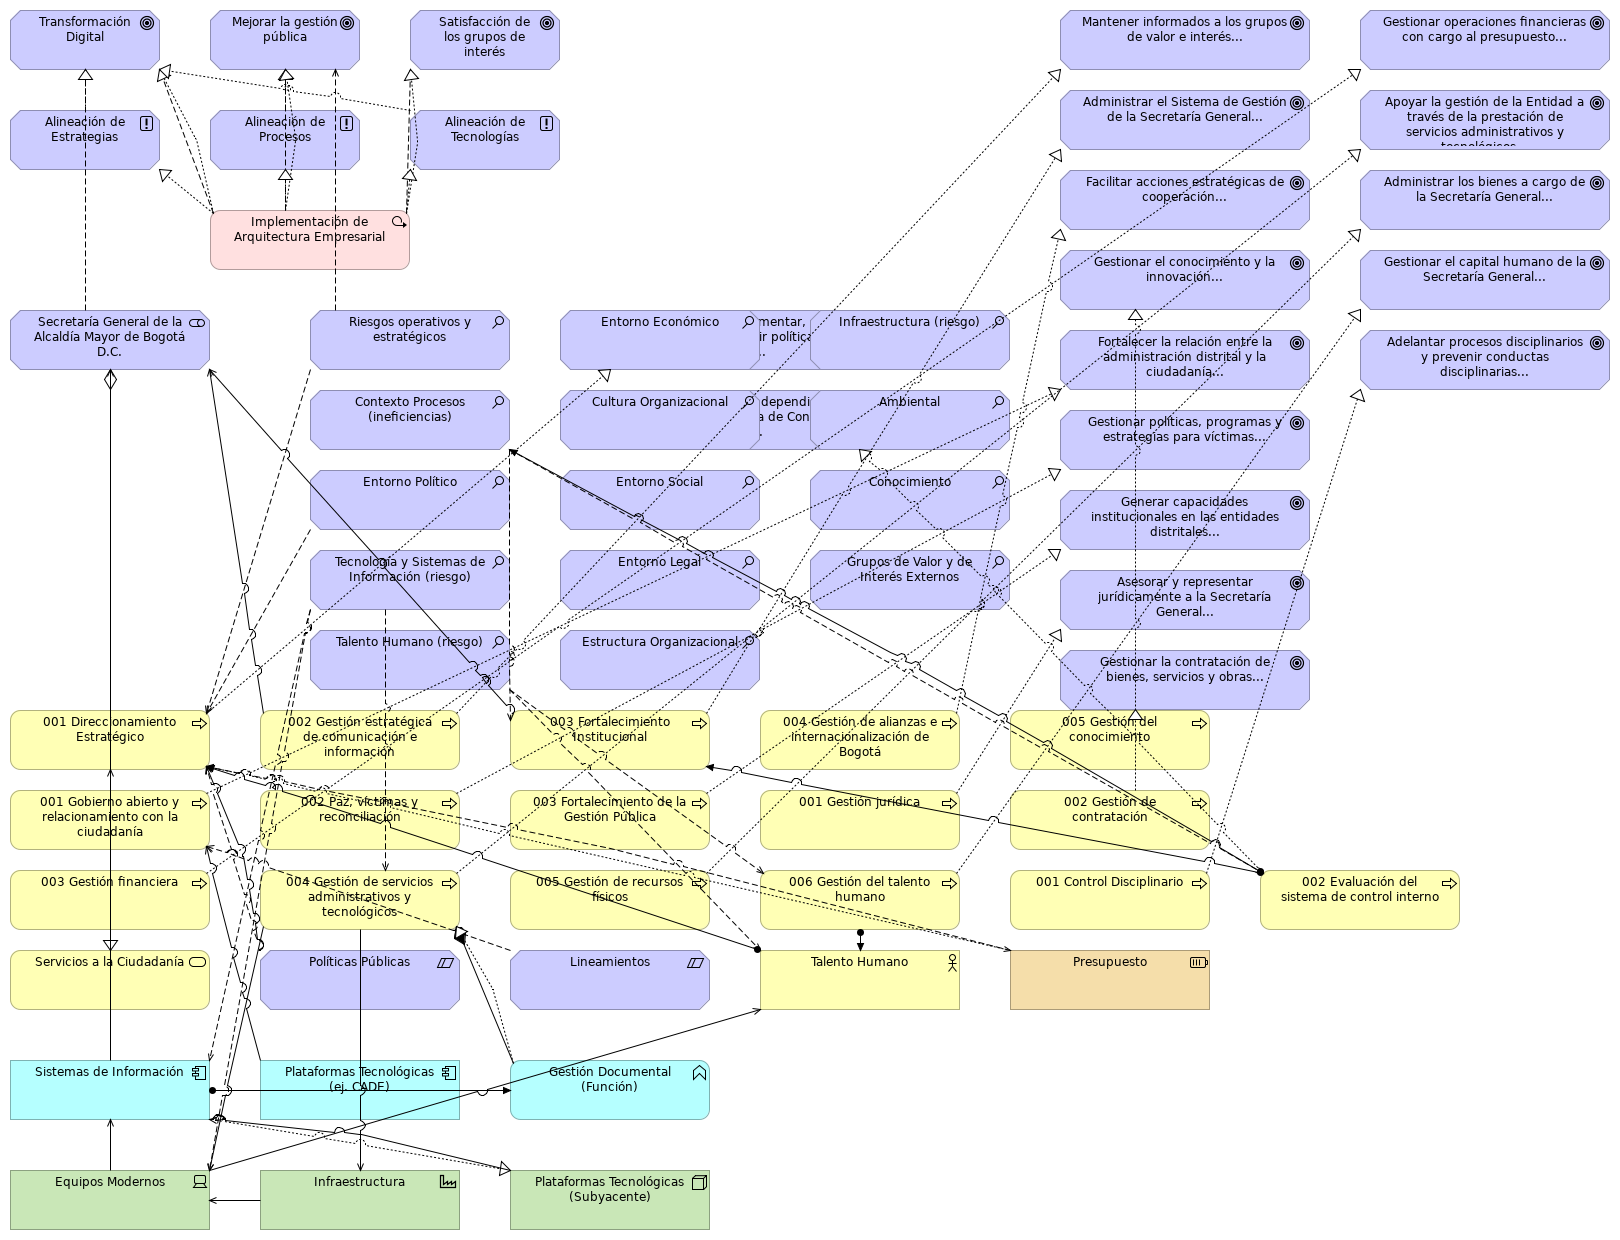 Transformación
Digital
Mejorar la gestión
pública
Satisfacción de
los grupos de
interés
Mantener informados a los grupos
de valor e interés...
Gestionar operaciones financieras
con cargo al presupuesto...
Alineación de
Estrategias
Alineación de
Procesos
Alineación de
Tecnologías
Administrar el Sistema de Gestión
de la Secretaría General...
Apoyar la gestión de la Entidad a
través de la prestación de
servicios administrativos y
tecnológicos...
Facilitar acciones estratégicas de
cooperación...
Administrar los bienes a cargo de
la Secretaría General...
Implementación de
Arquitectura Empresarial
Gestionar el conocimiento y la
innovación...
Gestionar el capital humano de la
Secretaría General...
Secretaría General de la
Alcaldía Mayor de Bogotá
D.C.
Riesgos operativos y
estratégicos
Entorno Económico
mentar,
ir política
Infraestructura (riesgo)
Fortalecer la relación entre la
administración distrital y la
ciudadanía...
Adelantar procesos disciplinarios
y prevenir conductas
disciplinarias...
Contexto Procesos
(ineficiencias)
Cultura Organizacional
dependi
a de Con
Ambiental
Gestionar políticas, programas y
estrategias para víctimas...
Entorno Político
Entorno Social
Conocimiento
Generar capacidades
institucionales en las entidades
distritales...
Tecnología y Sistemas de
Información (riesgo)
Entorno Legal
Grupos de Valor y de
Interés Externos
Asesorar y representar
jurídicamente a la Secretaría
General...
Talento Humano (riesgo)
Estructura Organizacional
Gestionar la contratación de
bienes, servicios y obras...
001 Direccionamiento
Estratégico
002 Gestión estratégica
de comunicación e
información
003 Fortalecimiento
Institucional
004 Gestión de alianzas e
internacionalización de
Bogotá
005 Gestión del
conocimiento
001 Gobierno abierto y
relacionamiento con la
ciudadanía
002 Paz, víctimas y
reconciliación
003 Fortalecimiento de la
Gestión Pública
001 Gestión jurídica
002 Gestión de
contratación
003 Gestión financiera
004 Gestión de servicios
administrativos y
tecnológicos
005 Gestión de recursos
físicos
006 Gestión del talento
humano
001 Control Disciplinario
002 Evaluación del
sistema de control interno
Servicios a la Ciudadanía
Políticas Públicas
Lineamientos
Talento Humano
Presupuesto
Sistemas de Información
Plataformas Tecnológicas
(ej. CADE)
Gestión Documental
(Función)
Equipos Modernos
Infraestructura
Plataformas Tecnológicas
(Subyacente)